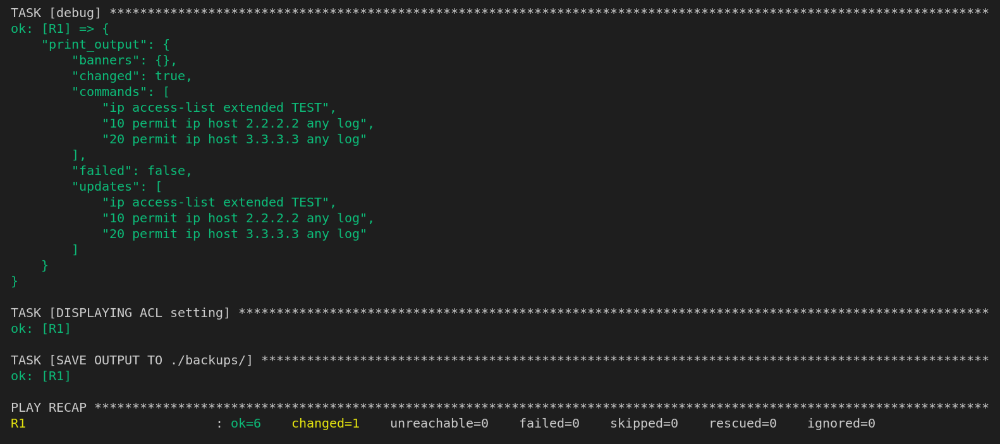 TASK [debug] ********************************************************************************************************************
ok: [R1] => {
    "print_output": {
        "banners": {},
        "changed": true,
        "commands": [
            "ip access-list extended TEST",
            "10 permit ip host 2.2.2.2 any log",
            "20 permit ip host 3.3.3.3 any log"
        ],
        "failed": false,
        "updates": [
            "ip access-list extended TEST",
            "10 permit ip host 2.2.2.2 any log",
            "20 permit ip host 3.3.3.3 any log"
        ]
    }
}
TASK [DISPLAYING ACL setting] ***************************************************************************************************
ok: [R1]
TASK [SAVE OUTPUT TO ./backups/] ************************************************************************************************
ok: [R1]
PLAY RECAP **********************************************************************************************************************
R1                         : ok=6    changed=1    unreachable=0    failed=0    skipped=0    rescued=0    ignored=0